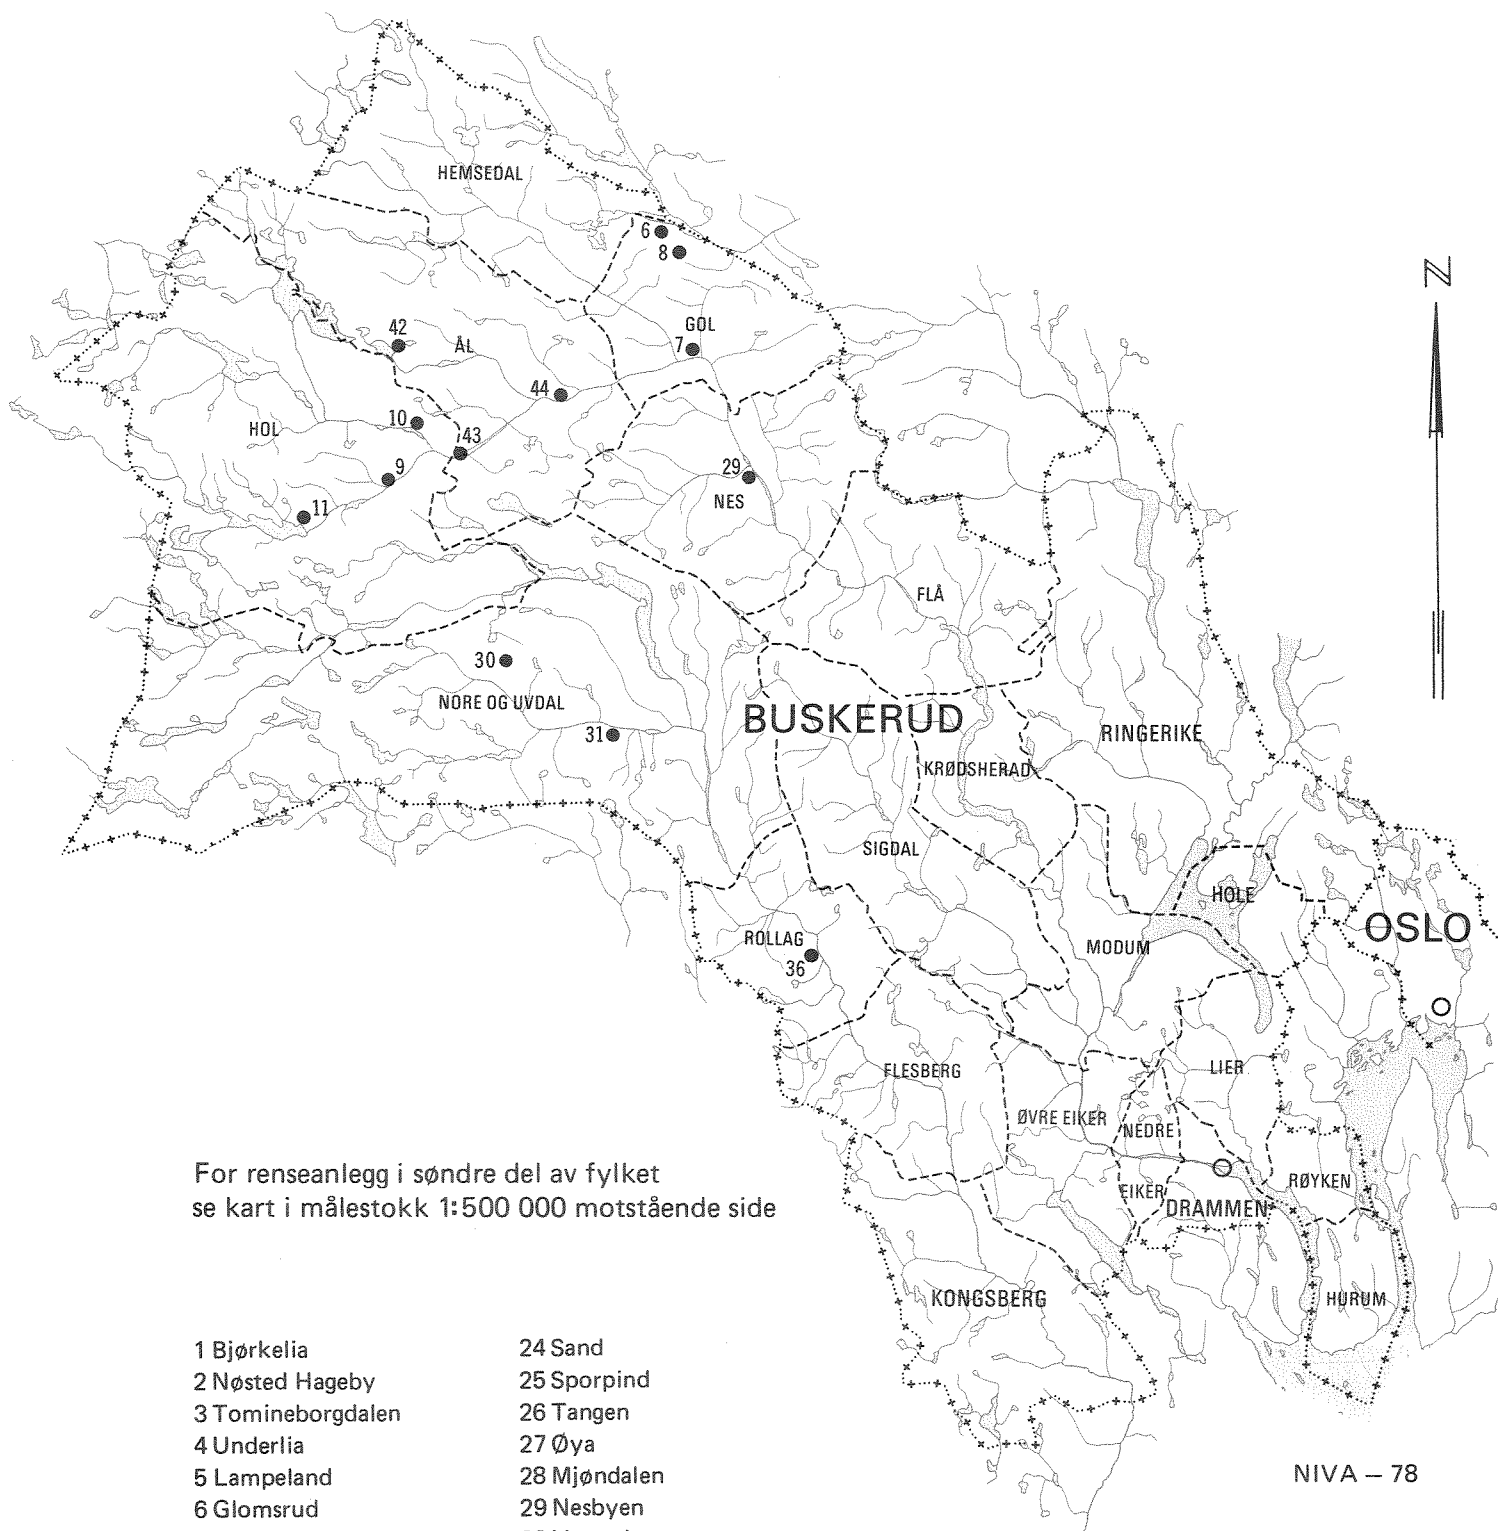 HEMSEDAL
6
8
N
42
ÅL
GOL
7
44
10
HOL
43
9
29
NES
11
FLÅ
30
NORE OG UVDAL
BUSKERUD
31
RINGERIKE
KRØDSHERAD
SIGDAL
HOLE
OSLO
ROLLAG
36
MODUM
FLESBERG
LIER
ØVRE EIKER
NEDRE
EIKER
RØYKEN
DRAMMEN
KONGSBERG
HURUM
For renseanlegg i søndre del av fylket
se kart i målestokk 1:500 000 motstående side
1 Bjørkelia
2 Nøsted Hageby
3 Tomineborgdalen
4 Underlia
5 Lampeland
6 Glomsrud
24 Sand
25 Sporpind
26 Tangen
27 Øya
28 Mjøndalen
29 Nesbyen
NIVA – 78